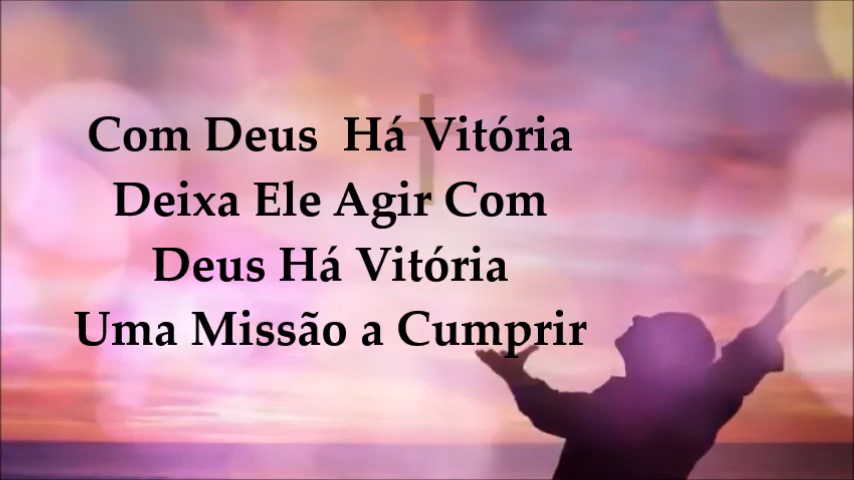 Com Deus  Há Vitória
Deixa Ele Agir Com
Deus Há Vitória
Uma Missão a Cumprir